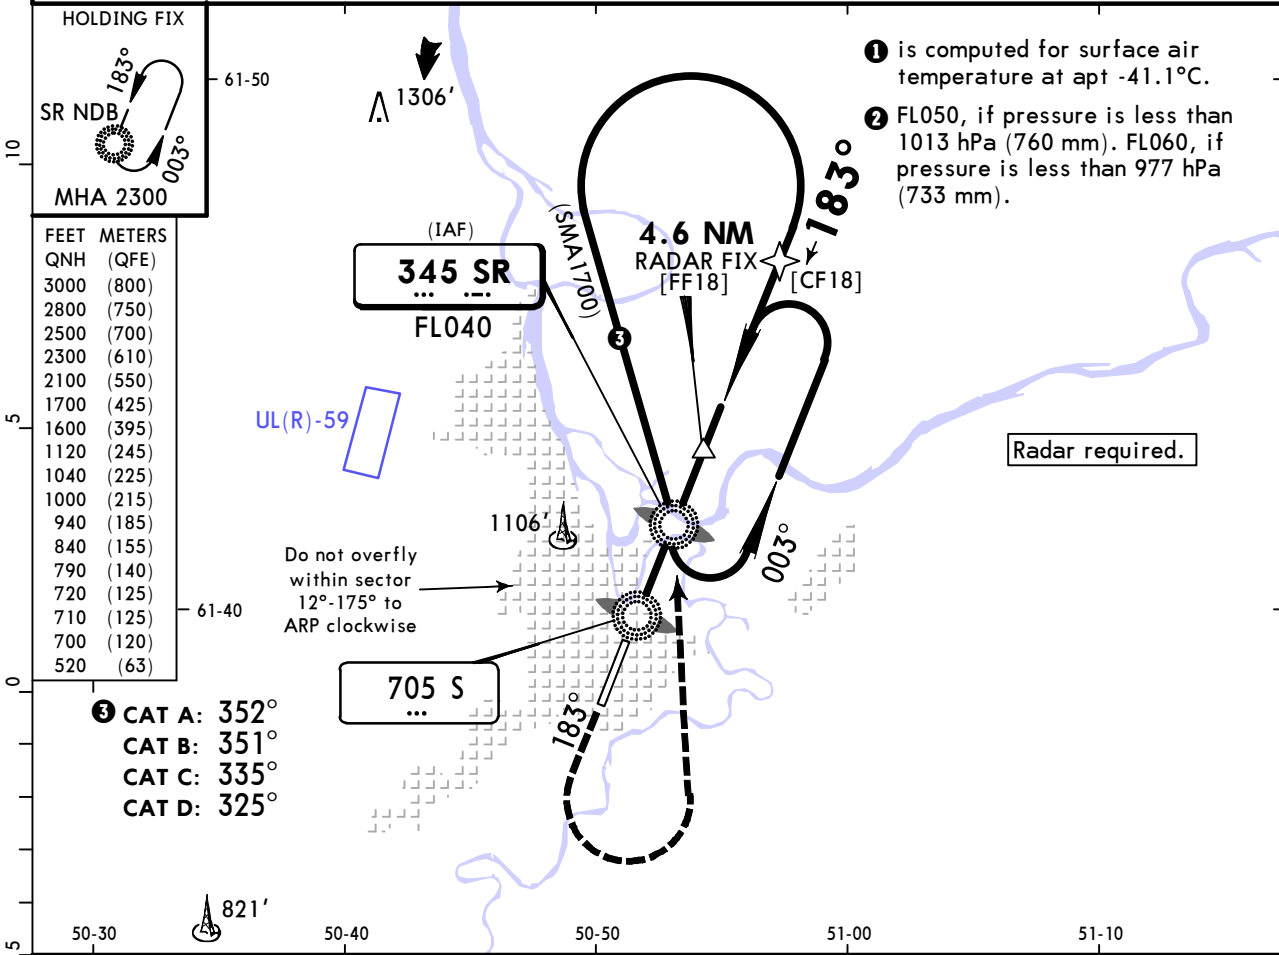 HOLDING FIX
183°
SR NDB
003°
MHA 2300
61-50
1306'
❶ is computed for surface air
temperature at apt -41.1°C.
❷ FL050, if pressure is less than
1013 hPa (760 mm). FL060, if
pressure is less than 977 hPa
(733 mm).
10
5
0
5
FEET METERS
QNH (QFE)
3000 (800)
2800 (750)
2500 (700)
2300 (610)
2100 (550)
1700 (425)
1600 (395)
1120 (245)
1040 (225)
1000 (215)
940 (185)
840 (155)
790 (140)
720 (125)
710 (125)
700 (120)
520 (63)
(IAF)
345 SR
FL040
(SMA1700)
❸
4.6 NM
RADAR FIX
[FF18]
183°
[CF18]
UL(R)-59
Radar required.
1106'
003°
Do not overfly
within sector
12°-175° to
ARP clockwise
61-40
705 S
183°
❸ CAT A: 352°
CAT B: 351°
CAT C: 335°
CAT D: 325°
821'
50-30
50-40
50-50
51-00
51-10